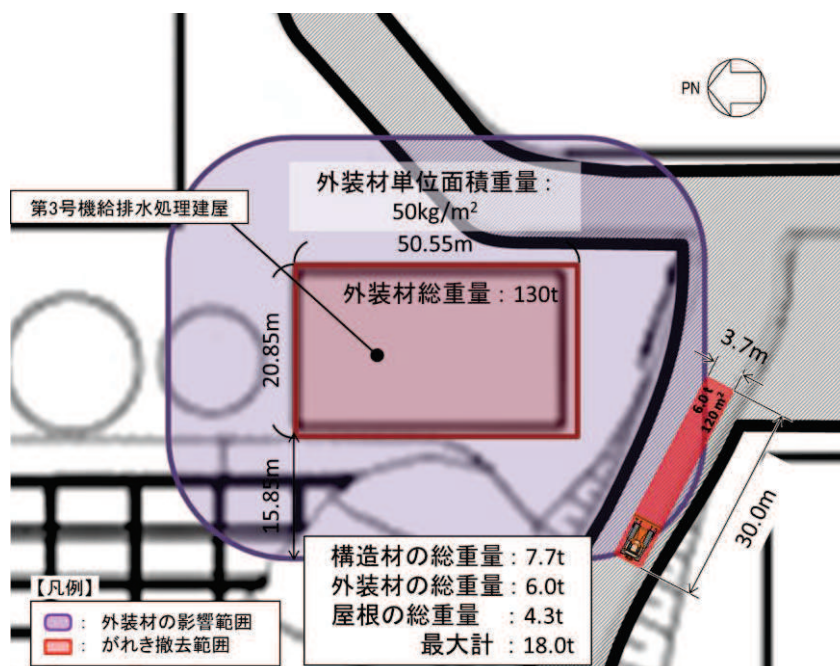 PN
外装材単位面積重量：
50kg/m²
50.55m
第3号機給排水処理建屋
外装材総重量：130t
20.85m
3.7m
6.0 t
120 m²
15.85m
30.0m
構造材の総重量：7.7t
外装材の総重量：6.0t
屋根の総重量　：4.3t
最大計：18.0t
【凡例】
：外装材の影響範囲
：がれき撤去範囲